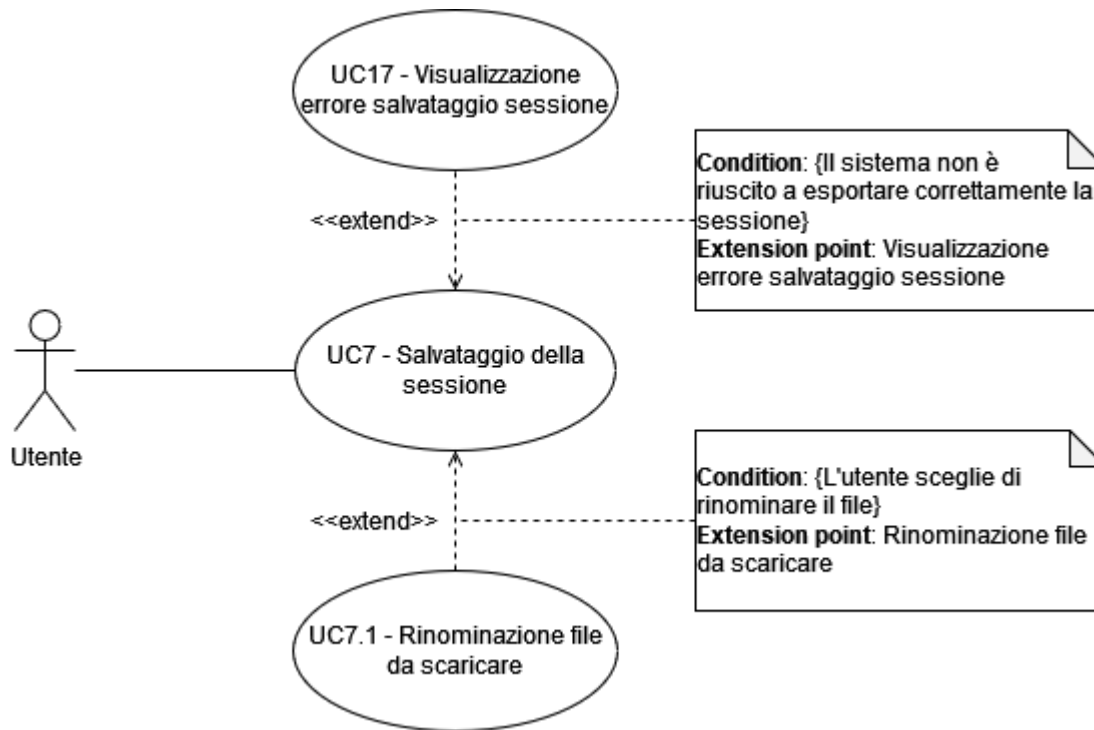 UC17 - Visualizzazione
errore salvataggio sessione
Condition: {Il sistema non è
riuscito a esportare correttamente la
sessione}
Extension point: Visualizzazione
errore salvataggio sessione
<<extend>>
UC7 - Salvataggio della
sessione
Utente
Condition: {L'utente sceglie di
rinominare il file}
Extension point: Rinominazione file
da scaricare
<<extend>>
UC7.1 - Rinominazione file
da scaricare